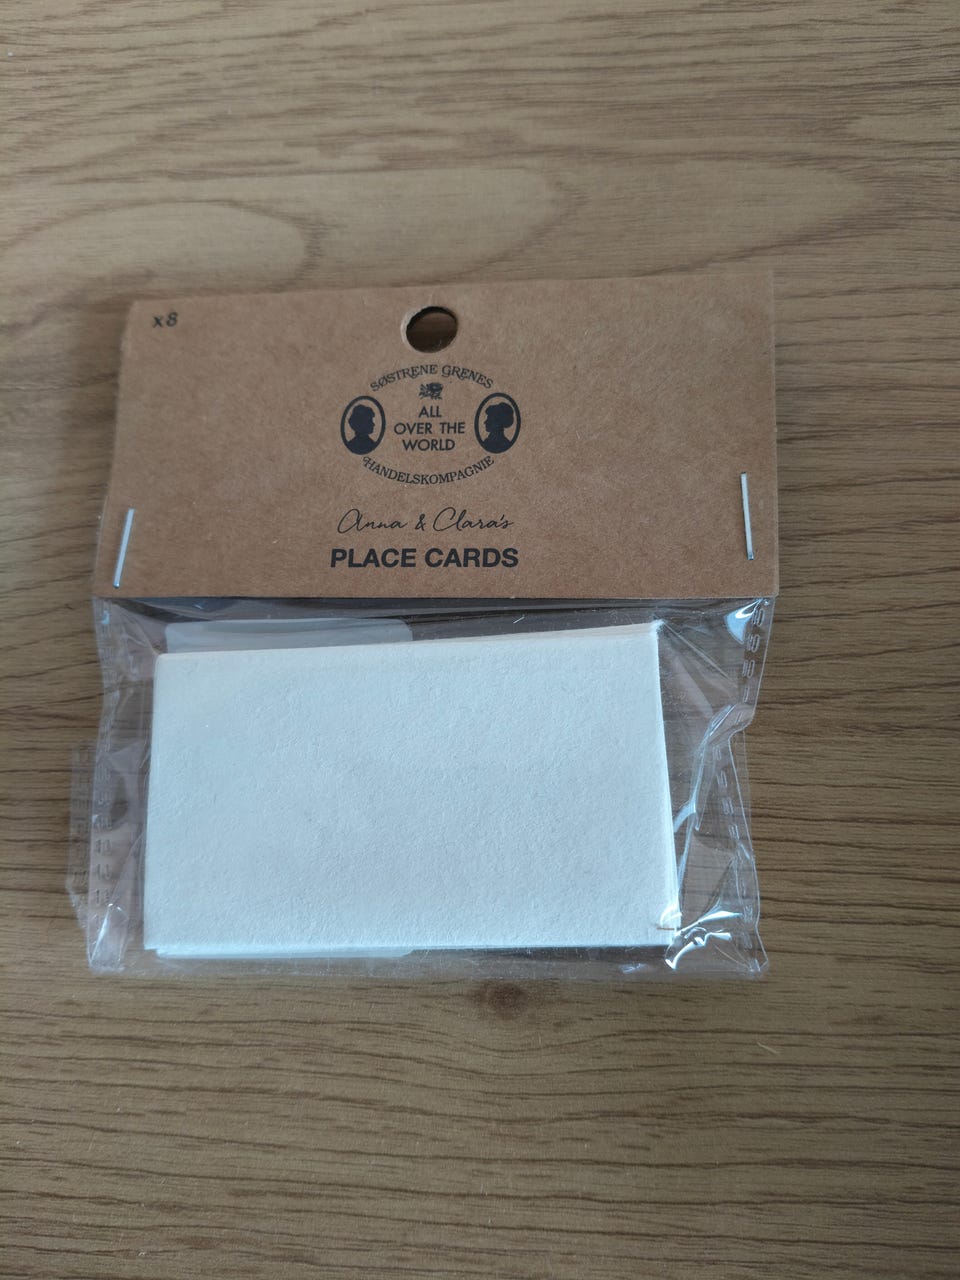 x8
SØSTRENE GRENES
ALL
OVER THE
WORLD
HANDELSKOMPAGNIE
Anna & Clara's
PLACE CARDS